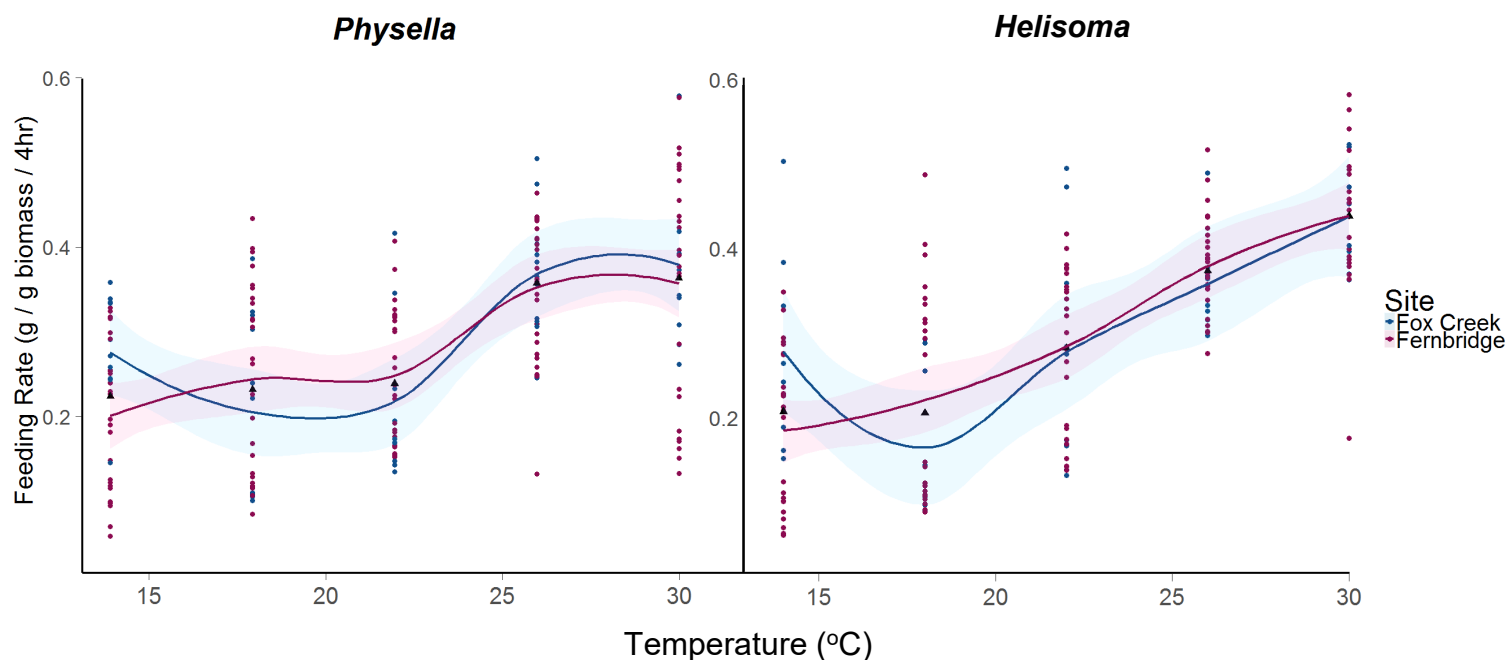 Physella
Helisoma
Feeding Rate (g / g biomass / 4hr)
0.6
0.4
0.2
0.6
0.4
0.2
15
20
25
30
15
20
25
30
Temperature (°C)
Site
Fox Creek
Fernbridge